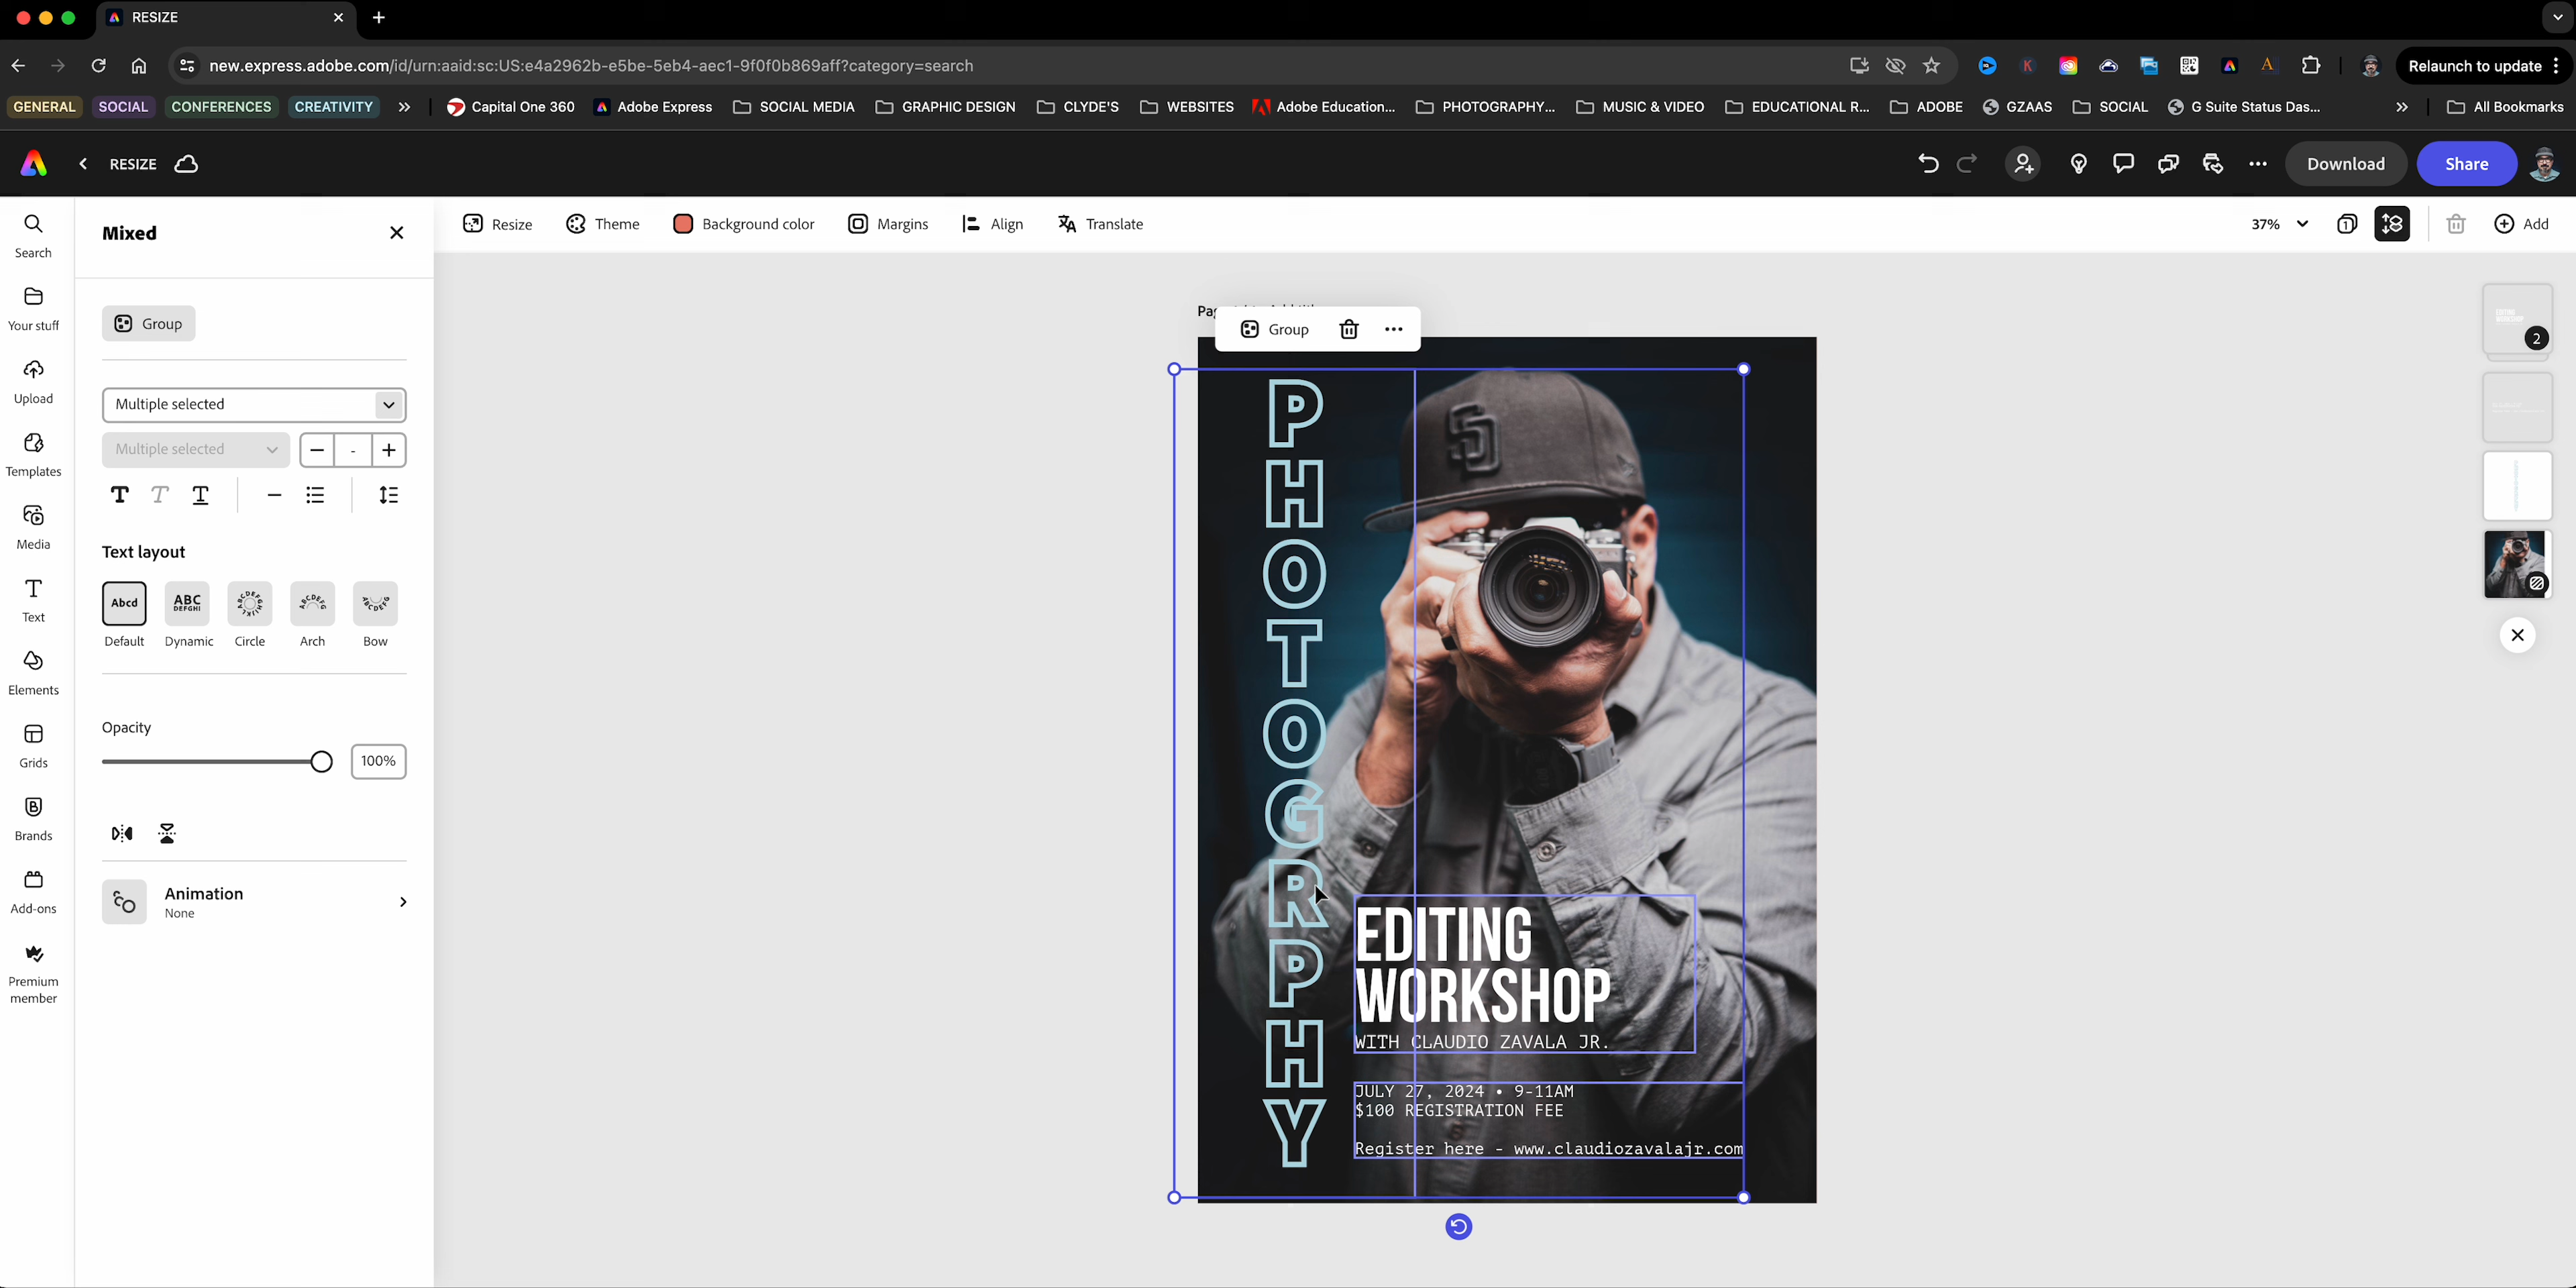 RESIZE
new.express.adobe.com/id/urn:aaid:sc:US:e4a2962b-e5be-5eb4-aec1-9f0f0b869aff?category=search
Relaunch to update
GENERAL
SOCIAL
CONFERENCES
CREATIVITY
Capital One 360
Adobe Express
SOCIAL MEDIA
GRAPHIC DESIGN
CLYDE'S
WEBSITES
Adobe Education...
PHOTOGRAPHY...
MUSIC & VIDEO
EDUCATIONAL R...
ADOBE
GZAAS
SOCIAL
G Suite Status Das...
All Bookmarks
RESIZE
Download
Share
Search
Your stuff
Upload
Templates
Media
Text
Elements
Grids
Brands
Add-ons
Premium
member
Mixed
Group
Multiple selected
Multiple selected
-
Text layout
Abcd
ABC
DEFGHI
Default
Dynamic
Circle
Arch
Bow
Opacity
100%
Animation
None
Resize
Theme
Background color
Margins
Align
Translate
37%
1
Add
Group
P
H
O
T
O
G
R
P
H
Y
EDITING
WORKSHOP
WITH CLAUDIO ZAVALA JR.
JULY 27, 2024 • 9-11AM
$100 REGISTRATION FEE
Register here - www.claudiozavalajr.com
EDITING
WORKSHOP
2